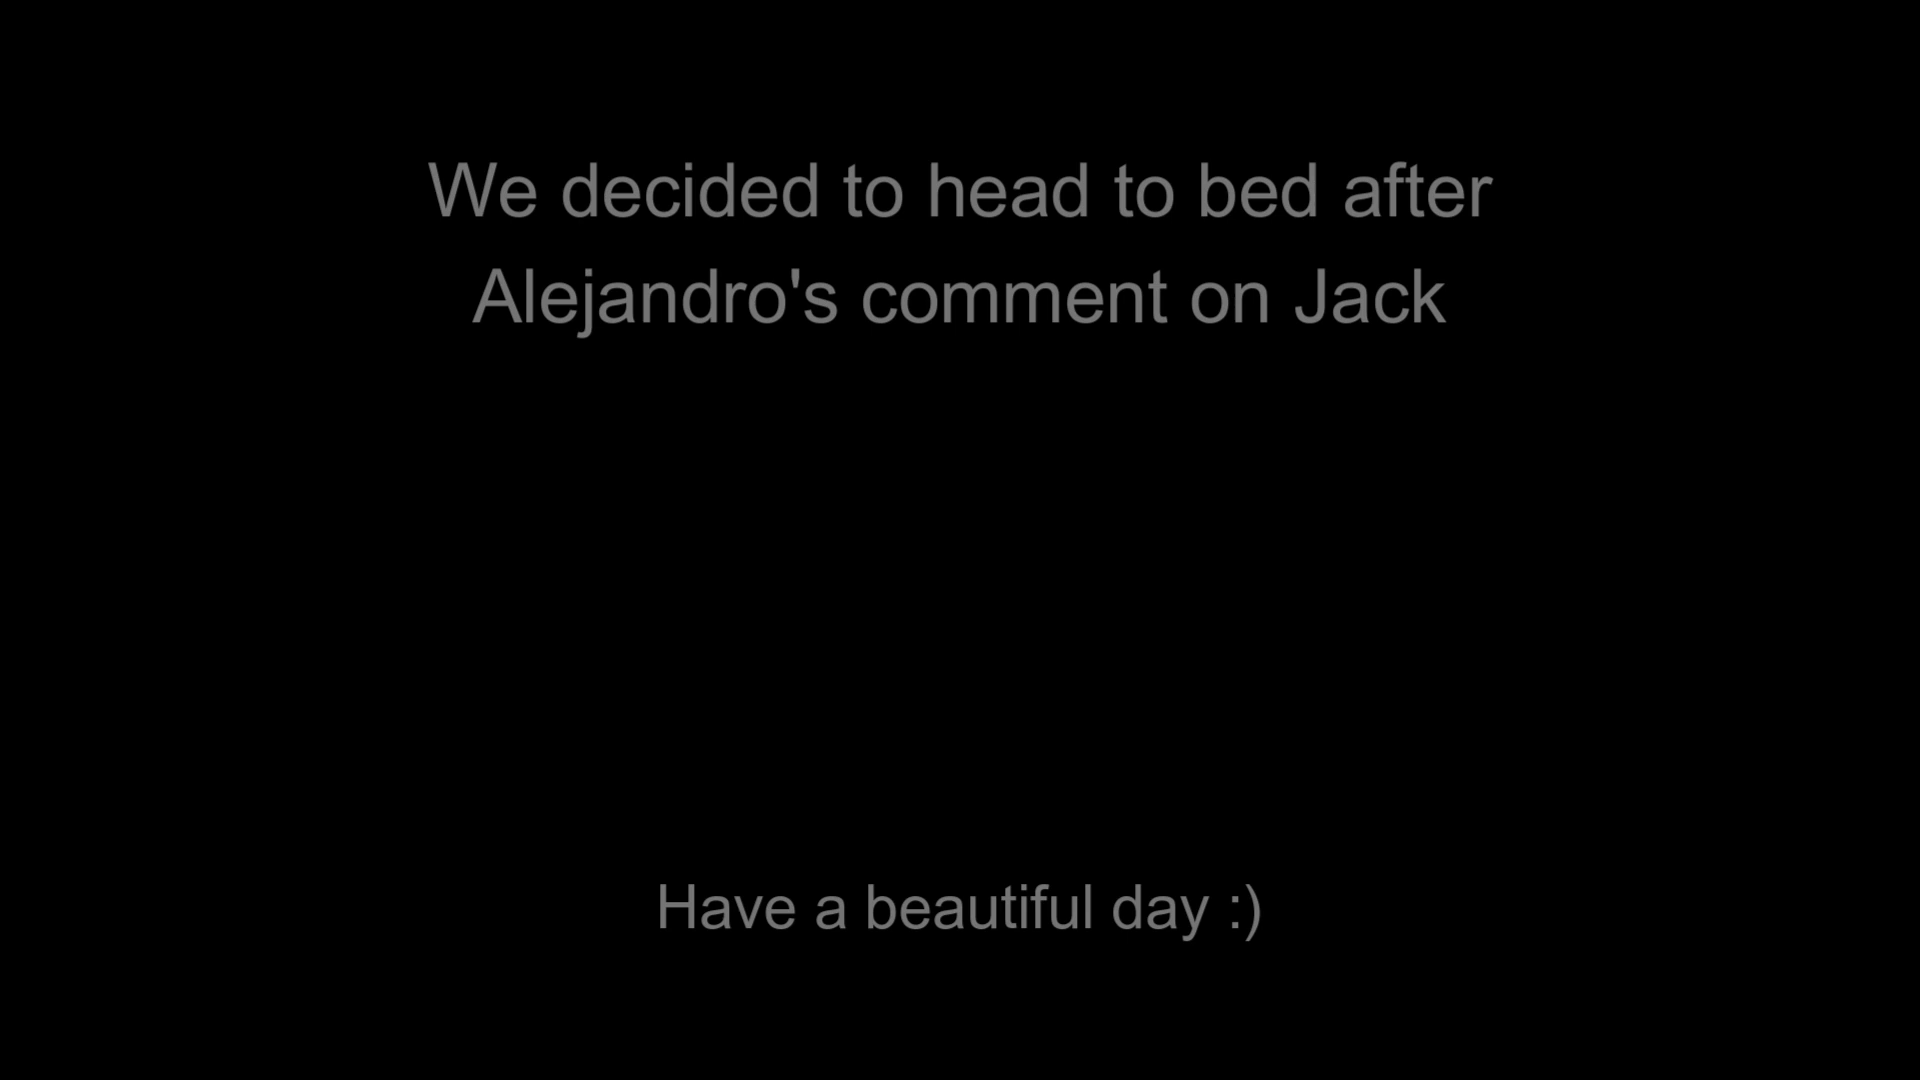 We decided to head to bed after
Alejandro's comment on Jack
Have a beautiful day :)